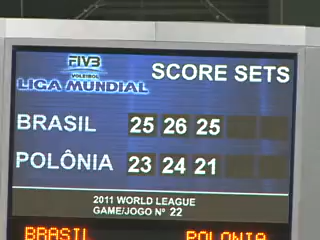 FIVB
VOLLEYBALL
LIGA MUNDIAL
SCORE SETS
BRASIL 25 26 25
POLÔNIA 23 24 21
2011 WORLD LEAGUE
GAME/JOGO Nº 22
BRASIL POLONIA